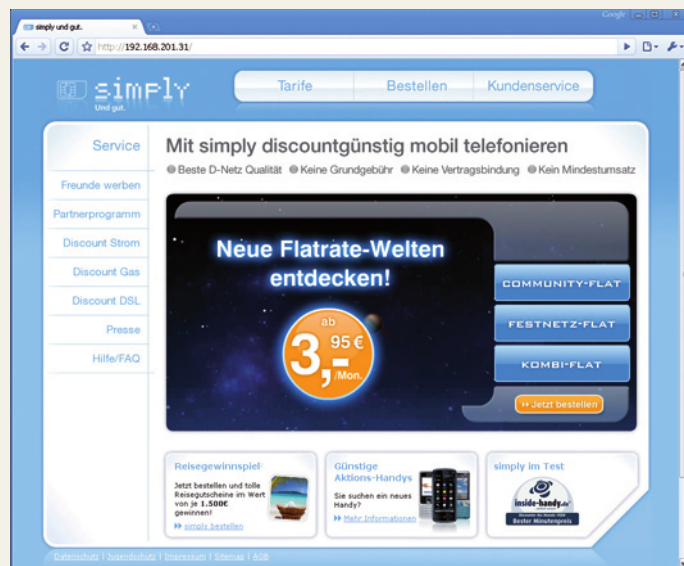 Google
simply und gut.
http://192.168.201.31/
simply
Und gut.
Tarife
Bestellen
Kundenservice
Service
Freunde werben
Partnerprogramm
Discount Strom
Discount Gas
Discount DSL
Presse
Hilfe/FAQ
Mit simply discountgünstig mobil telefonieren
Beste D-Netz Qualität
Keine Grundgebühr
Keine Vertragsbindung
Kein Mindestumsatz
Neue Flatrate-Welten
entdecken!
ab
3,- 95€
/Mon.
COMMUNITY-FLAT
FESTNETZ-FLAT
KOMBI-FLAT
Jetzt bestellen
Reisegewinnspiel
Jetzt bestellen und tolle
Reisegutscheine im Wert
von je 1.500€
gewinnen!
simply bestellen
Günstige
Aktions-Handys
Sie suchen ein neues
Handy?
Mehr Informationen
simply im Test
inside-handy.de
Bester Minutenpreis
Datenschutz | Jugendschutz | Impressum | Sitemap | AGB